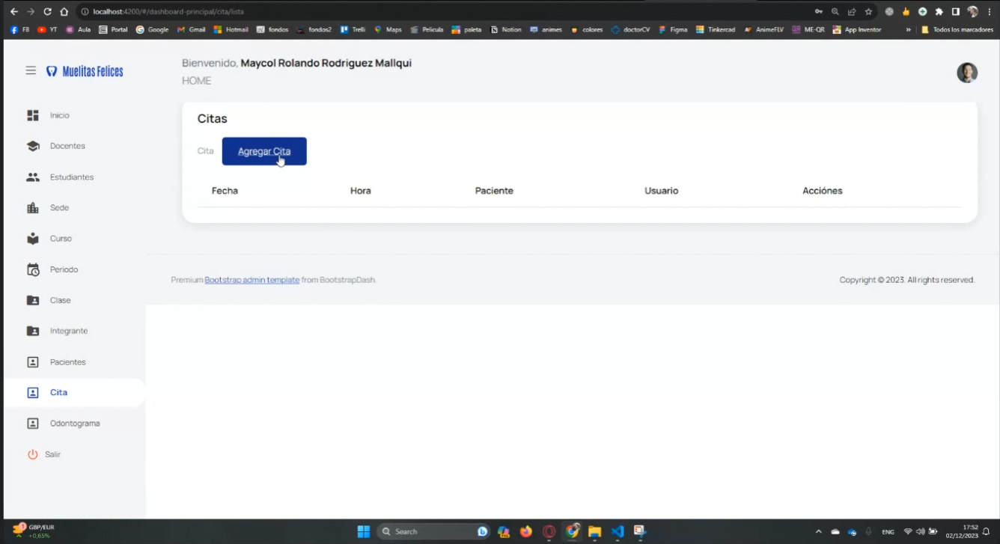 localhost:4200/#/dashboard-principal/cita/lista
FB YT Aula Portal Google Gmail Hotmail fondos fondos2 Trelli Maps Pelicula paleta Notion animes colores doctorCV Figma Tinkercad AnimeFLV ME-QR App Inventor » Todos los marcadores
Muelitas Felices
Bienvenido, Maycol Rolando Rodriguez Mallqui
HOME
Inicio
Docentes
Estudiantes
Sede
Curso
Periodo
Clase
Integrante
Pacientes
Cita
Odontograma
Salir
Citas
Cita Agregar Cita
Fecha Hora Paciente Usuario Acciónes
Premium Bootstrap admin template from BootstrapDash.
Copyright © 2023. All rights reserved.
1 GBP/EUR
+0,65%
Search
ENG
17:52
02/12/2023